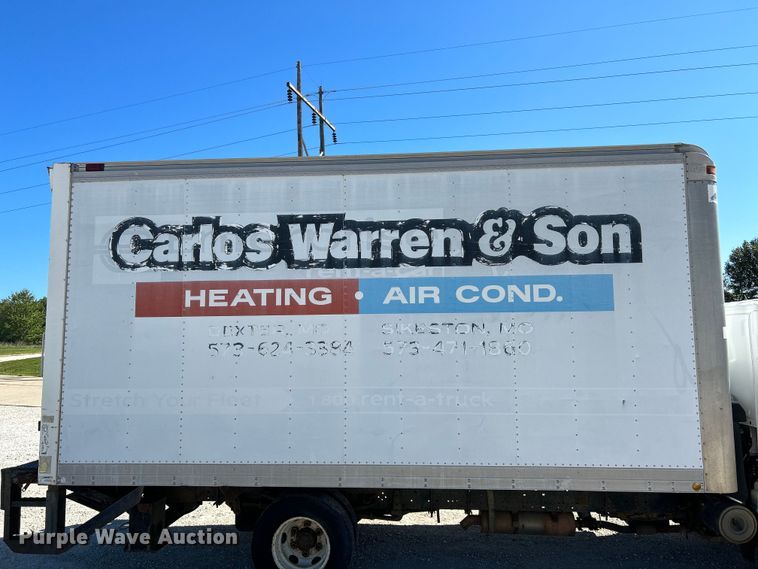 Carlos Warren & Son
HEATING • AIR COND.
DEXTER, MO SIKESTON, MO
573-624-3394 573-471-1860
Stretch Your Fleet 1 800 rent-a-truck
Purple Wave Auction